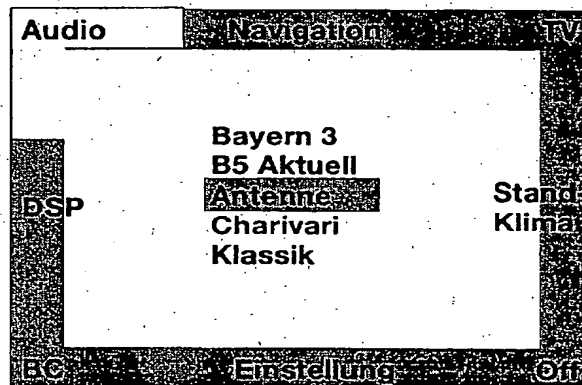 Audio Navigation TV
Bayern 3
B5 Aktuell
Antenne
DSP
Stand
Charivari
Klima
Klassik
BC Einstellung Off